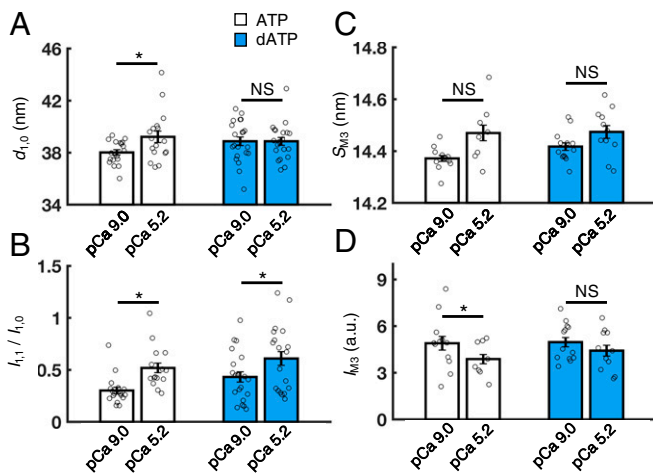 A
ATP
dATP
d1,0 (nm)
46
42
38
34
*
NS
pCa 9.0
pCa 5.2
pCa 9.0
pCa 5.2
B
I1,1 / I1,0
1.5
1
0.5
0
*
*
pCa 9.0
pCa 5.2
pCa 9.0
pCa 5.2
C
SM3 (nm)
14.8
14.6
14.4
14.2
NS
NS
pCa 9.0
pCa 5.2
pCa 9.0
pCa 5.2
D
IM3 (a.u.)
9
6
3
0
*
NS
pCa 9.0
pCa 5.2
pCa 9.0
pCa 5.2